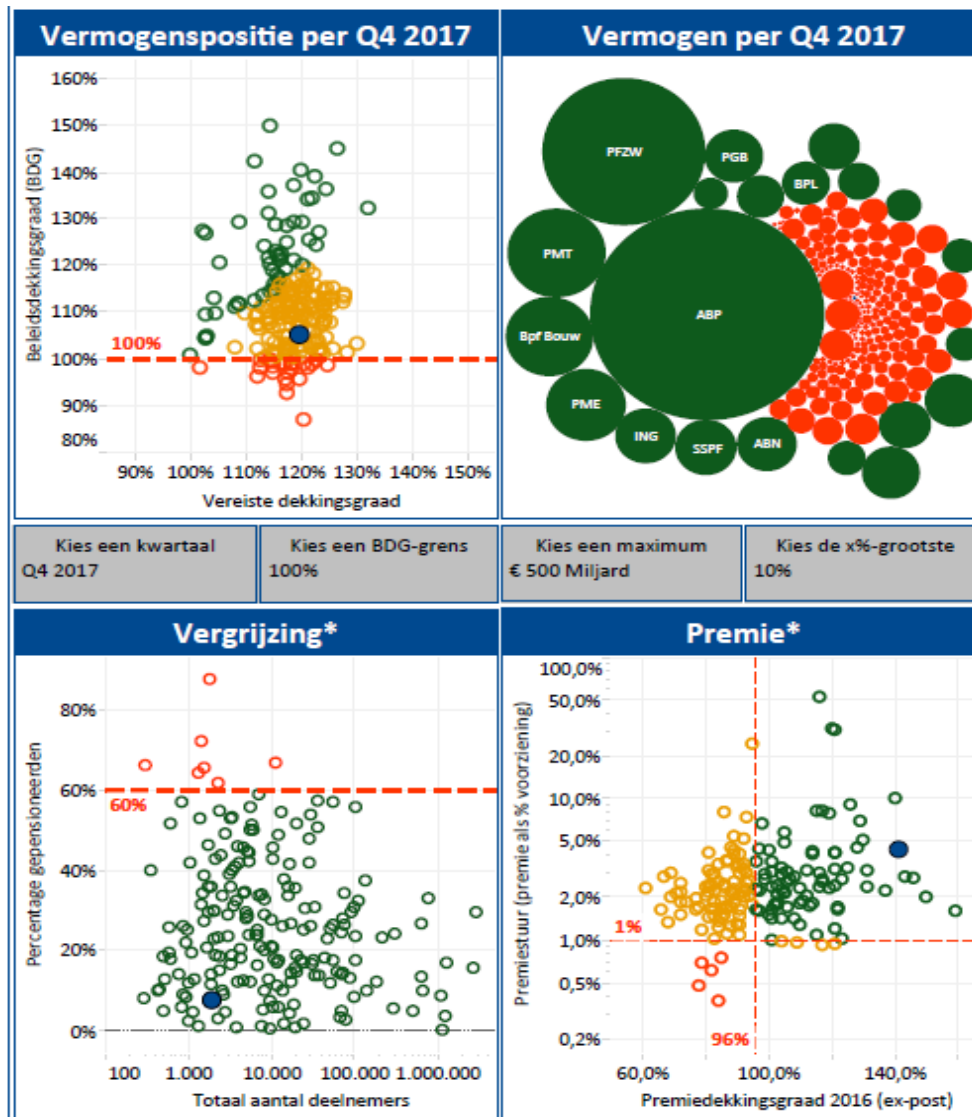 Vermogenspositie per Q4 2017
160%
150%
140%
130%
120%
110%
100%
90%
80%
100%
Beleidsdekkingsgraad (BDG)
90% 100% 110% 120% 130% 140% 150%
Vereiste dekkingsgraad
Vermogen per Q4 2017
PFZW
PGB
BPL
PMT
ABP
Bpf Bouw
PME
ING
SSPF
ABN
Kies een kwartaal
Q4 2017
Kies een BDG-grens
100%
Kies een maximum
€ 500 Miljard
Kies de x%-grootste
10%
Vergrijzing*
80%
60%
40%
20%
0%
60%
Percentage gepensioneerden
100 1.000 10.000 100.000 1.000.000
Totaal aantal deelnemers
Premie*
100,0%
50,0%
20,0%
10,0%
5,0%
2,0%
1,0%
0,5%
0,2%
1%
96%
Premiestuur (premie als % voorziening)
60,0% 100,0% 140,0%
Premiedekkingsgraad 2016 (ex-post)